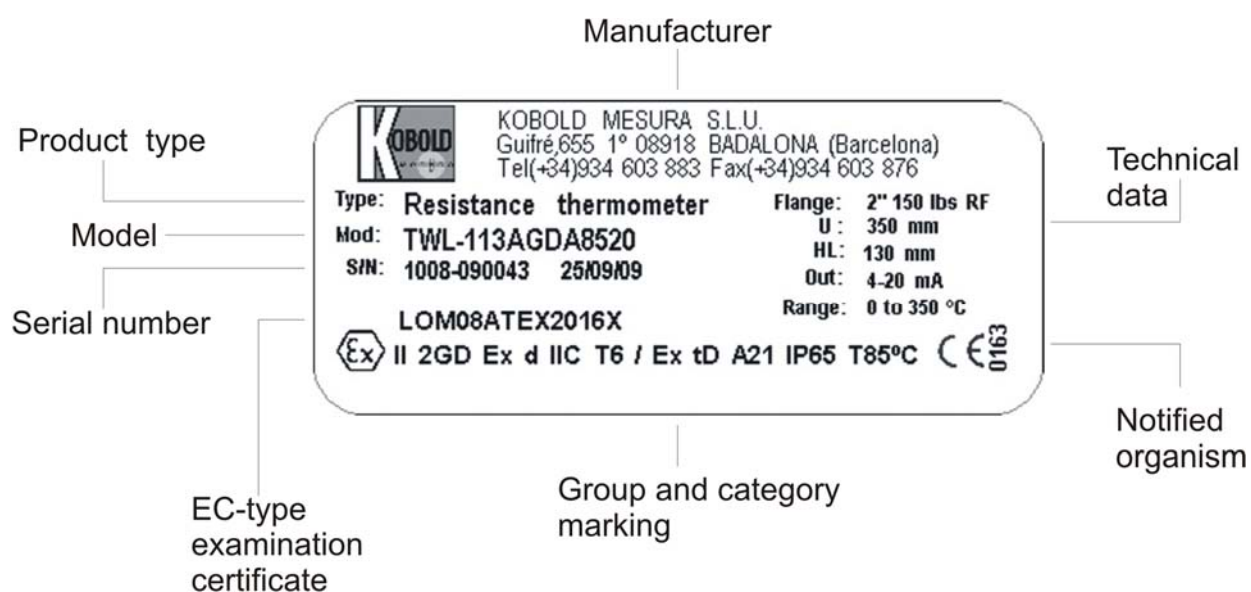 Manufacturer
Product type
Model
Serial number
EC-type
examination
certificate
KOBOLD
KOBOLD MESURA S.L.U.
Guifré,655 1º 08918 BADALONA (Barcelona)
Tel(+34)934 603 883 Fax(+34)934 603 876
Type: Resistance thermometer
Mod: TWL-113AGDA8520
S/N: 1008-090043 25/09/09
Flange: 2" 150 lbs RF
U : 350 mm
HL: 130 mm
Out: 4-20 mA
Range: 0 to 350 ºC
LOM08ATEX2016X
Ex II 2GD Ex d IIC T6 / Ex tD A21 IP65 T85ºC CE 0163
Technical
data
Notified
organism
Group and category
marking